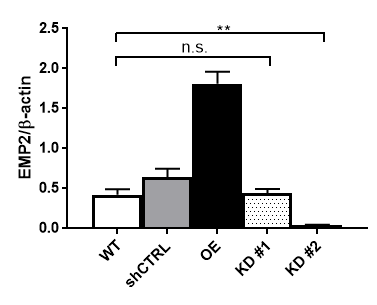 **
n.s.
2.5
2.0
1.5
1.0
0.5
0.0
EMP2/β-actin
WT
shCTRL
OE
KD #1
KD #2